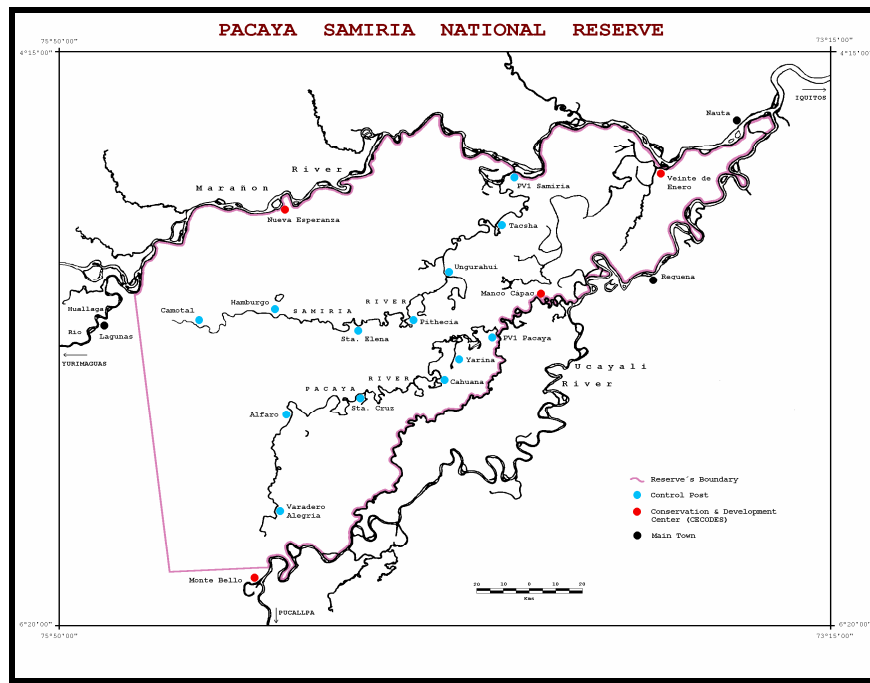 PACAYA SAMIRIA NATIONAL RESERVE
75°50'00"
73°15'00"
4°15'00"
4°15'00"
IQUITOS
Nauta
River
Marañon
PV1 Samiria
Veinte de
Enero
Nueva Esperanza
Tacsha
Ungurahui
Requena
Manco Capac
Huallaga
Camotal
Hamburgo
RIVER
SAMIRIA
Pithecia
Rio
Lagunas
Sta. Elena
PV1 Pacaya
YURIMAGUAS
Yarina
Ucayali
River
RIVER
Cahuana
PACAYA
Sta. Cruz
Alfaro
Reserve´s Boundary
Control Post
Varadero
Alegria
Conservation & Development
Center (CECODES)
Main Town
Monte Bello
20 10 0 10 20
Kms
PUCALLPA
6°20'00"
6°20'00"
75°50'00"
73°15'00"